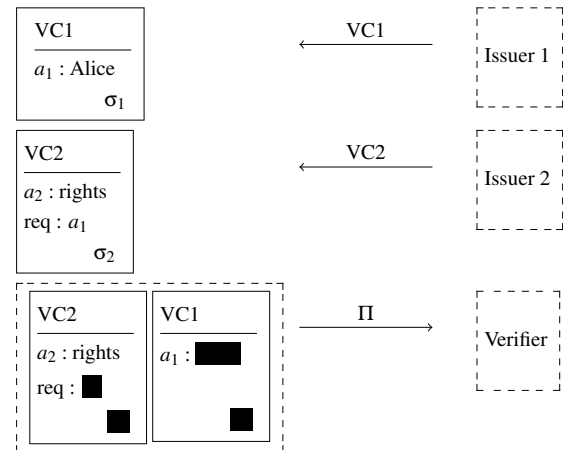 VC1
a₁ : Alice
σ₁
VC1
Issuer 1
VC2
a₂ : rights
req : a₁
σ₂
VC2
Issuer 2
VC2
a₂ : rights
req :
VC1
a₁ :
Π
Verifier